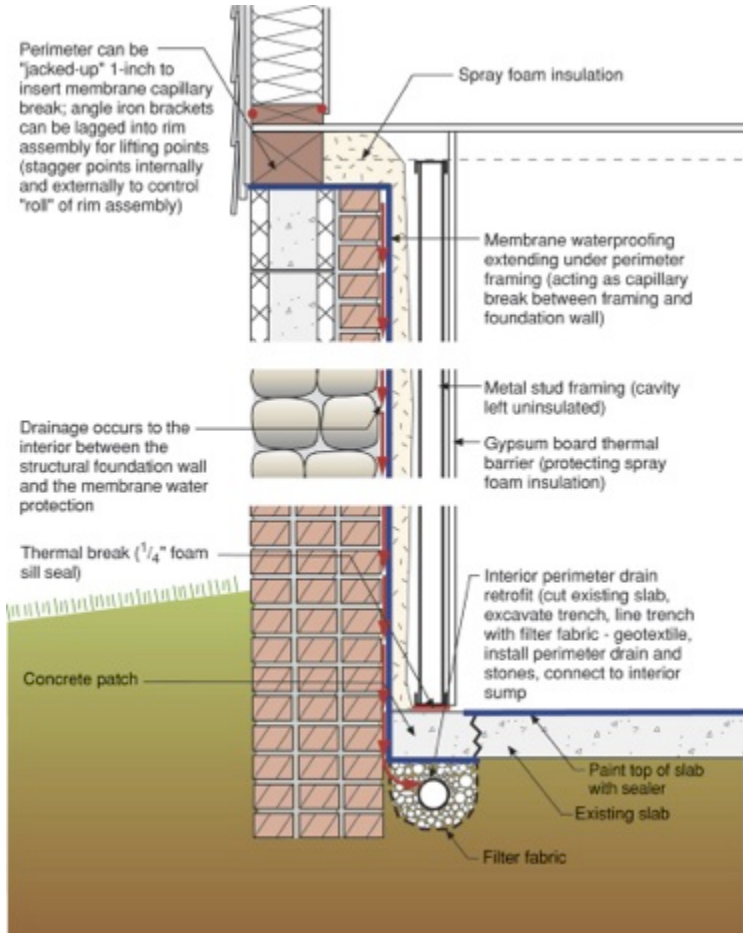 Perimeter can be
"jacked-up" 1-inch to
insert membrane capillary
break; angle iron brackets
can be lagged into rim
assembly for lifting points
(stagger points internally
and externally to control
"roll" of rim assembly)
Spray foam insulation
Membrane waterproofing
extending under perimeter
framing (acting as capillary
break between framing and
foundation wall)
Metal stud framing (cavity
left uninsulated)
Drainage occurs to the
interior between the
structural foundation wall
and the membrane water
protection
Gypsum board thermal
barrier (protecting spray
foam insulation)
Thermal break (1/4" foam
sill seal)
Interior perimeter drain
retrofit (cut existing slab,
excavate trench, line trench
with filter fabric - geotextile,
install perimeter drain and
stones, connect to interior
sump
Concrete patch
Paint top of slab
with sealer
Existing slab
Filter fabric